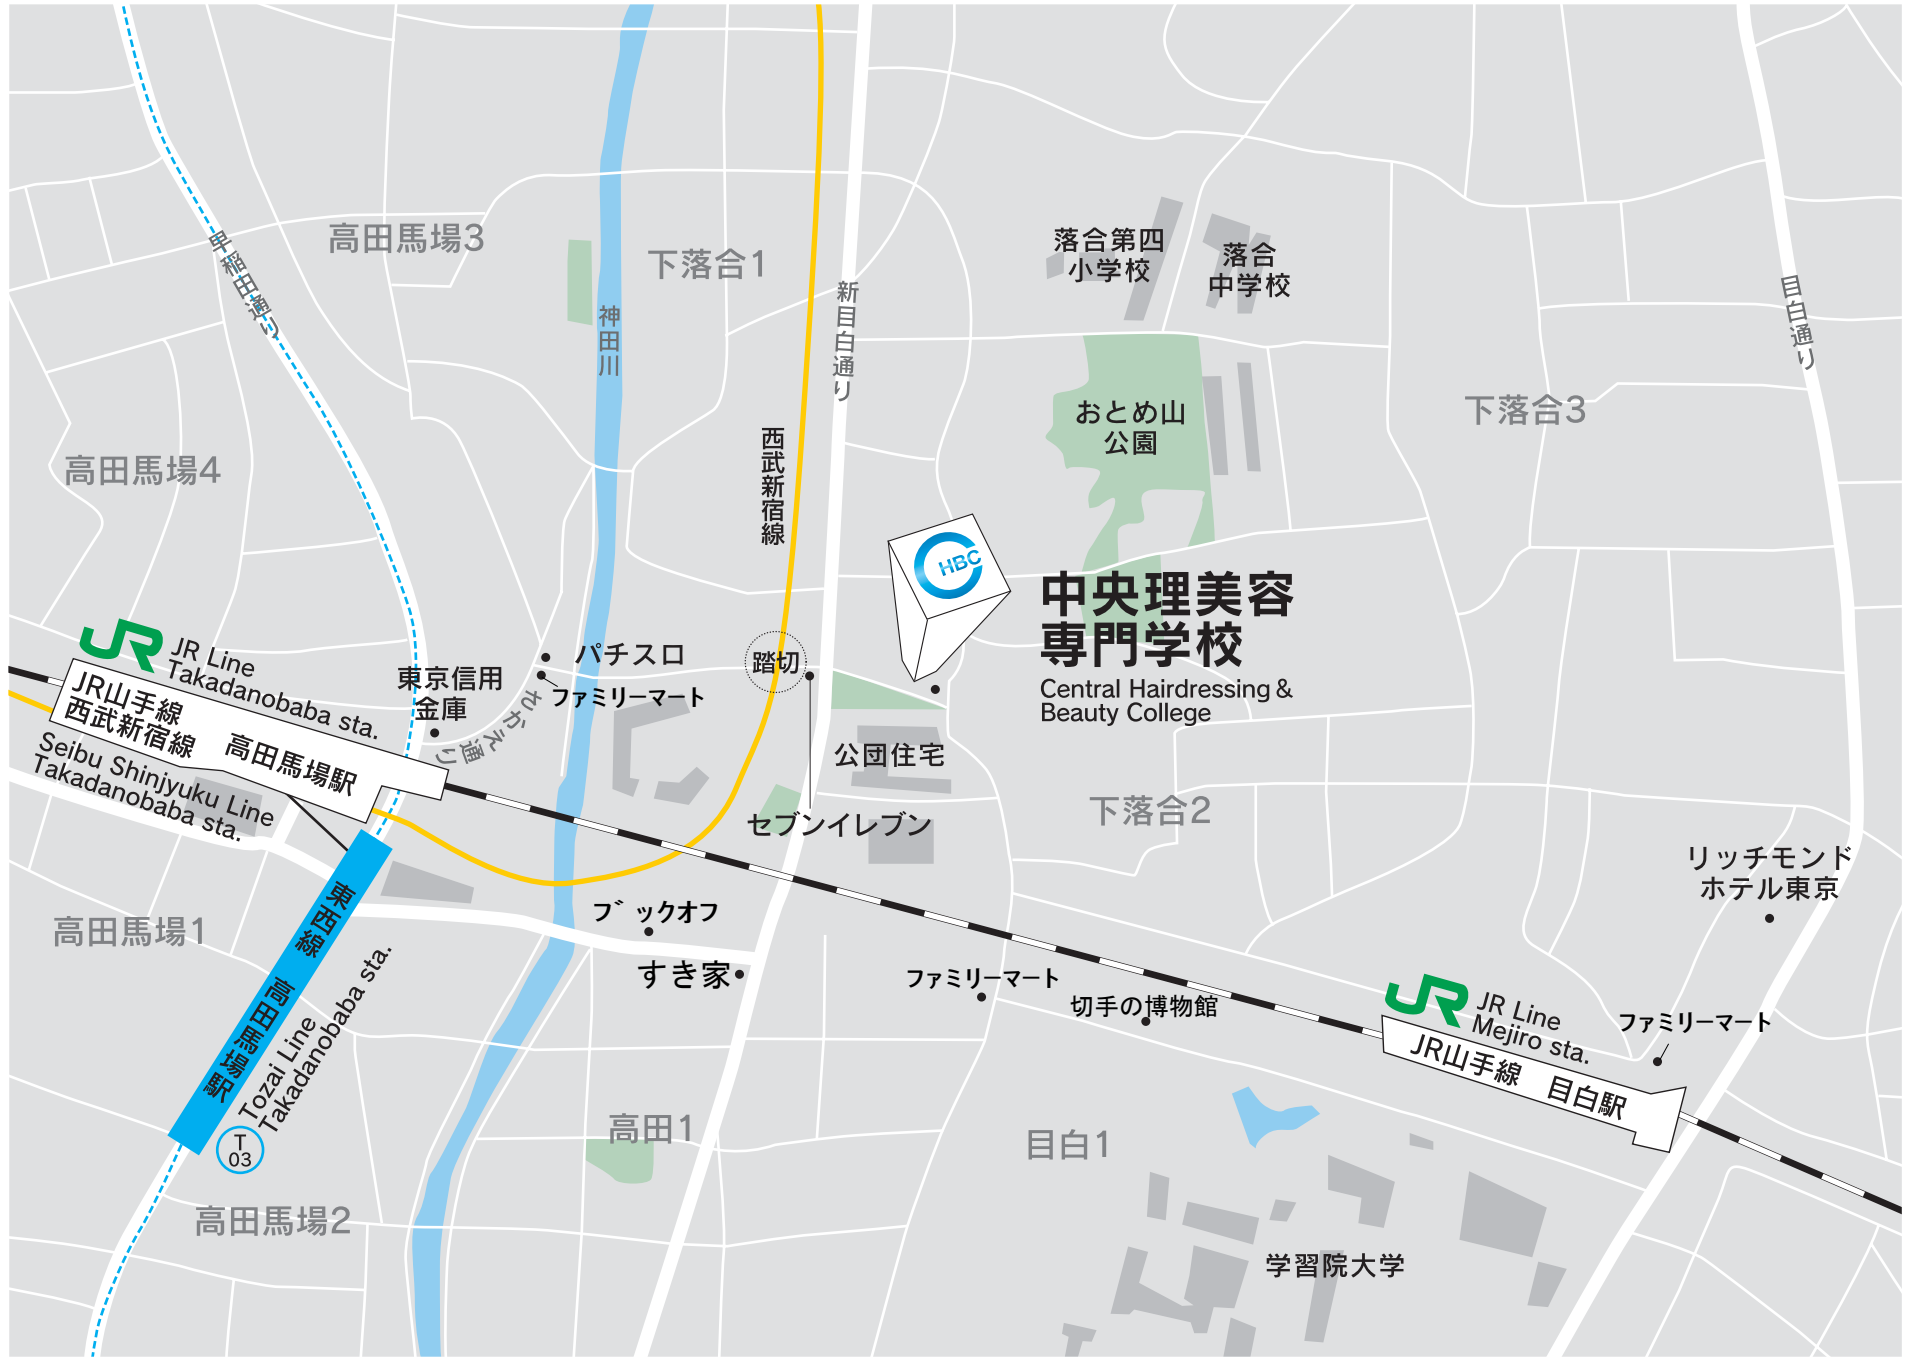 高田馬場3
下落合1
落合第四
小学校
落合
中学校
早稲田通り
神田川
新目白通り
目白通り
おとめ山
公園
下落合3
高田馬場4
西武新宿線
HBC
中央理美容
専門学校
Central Hairdressing &
Beauty College
JR
JR Line
Takadanobaba sta.
JR山手線
西武新宿線
高田馬場駅
Seibu Shinjyuku Line
Takadanobaba sta.
東京信用
金庫
パチスロ
ファミリーマート
さかえ通り
踏切
公団住宅
セブンイレブン
下落合2
リッチモンド
ホテル東京
高田馬場1
東西線 高田馬場駅
Tozai Line
Takadanobaba sta.
T
03
ブックオフ
すき家
ファミリーマート
切手の博物館
JR
JR Line
Mejiro sta.
JR山手線 目白駅
ファミリーマート
高田1
目白1
高田馬場2
学習院大学